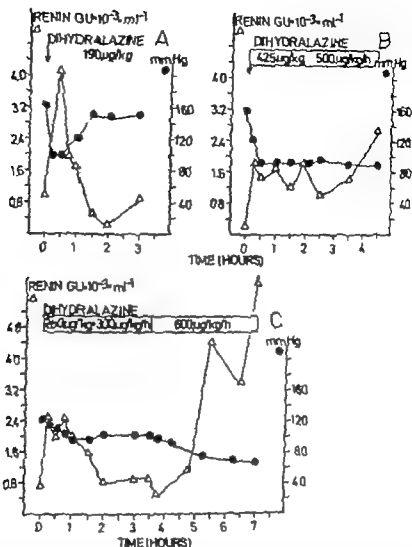 RENIN GU·10⁻³·ml⁻¹
DIHYDRALAZINE A
190µg/kg
mmHg
4.0
3.2
2.4
1.6
0.8
160
120
80
40
0 1 2 3
RENIN GU·10⁻³·ml⁻¹
DIHYDRALAZINE B
425µg/kg 500µg/kg/h
mmHg
4.0
3.2
2.4
1.6
0.8
160
120
80
40
0 1 2 3 4
TIME (HOURS)
RENIN GU·10⁻³·ml⁻¹
DIHYDRALAZINE
260µg/kg+300µg/kg/h 600µg/kg/h C
mmHg
4.0
3.2
2.4
1.6
0.8
160
120
80
40
0 1 2 3 4 5 6 7
TIME (HOURS)